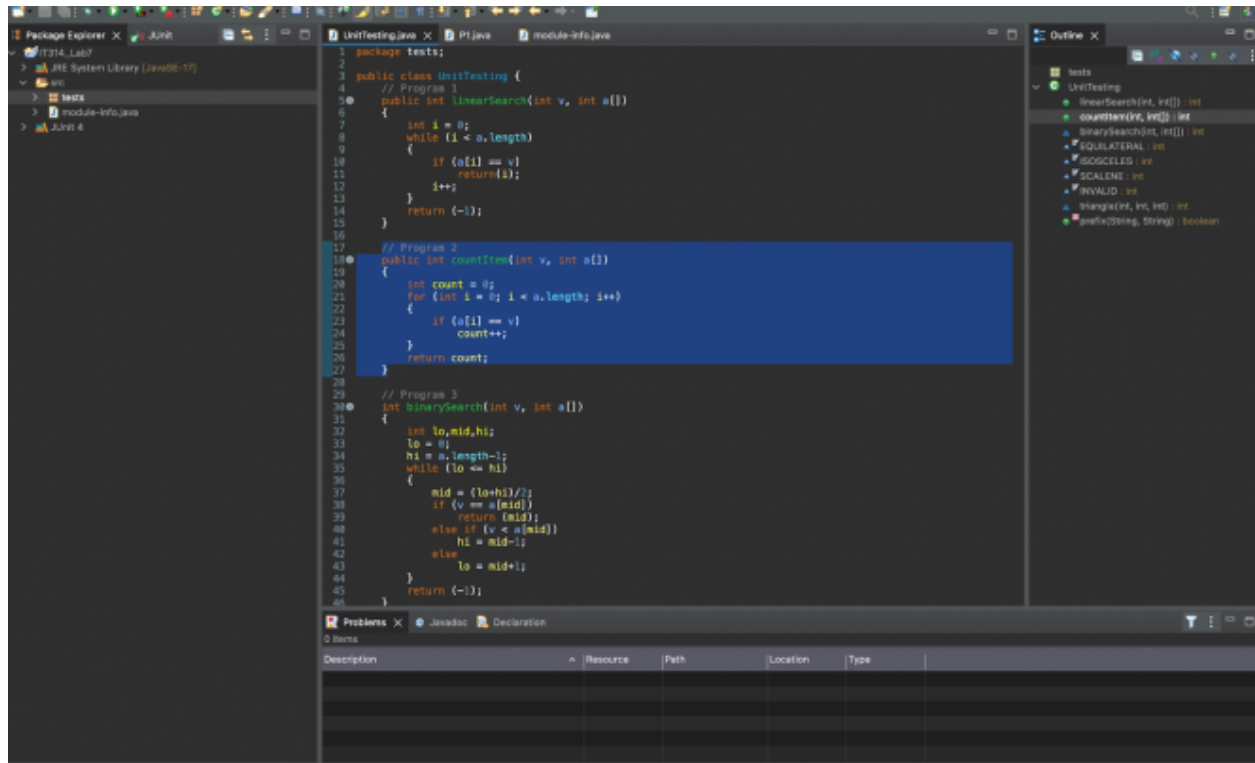 Package Explorer
JUnit
IT314_Lab7
JRE System Library [JavaSE-17]
src
tests
module-info.java
JUnit 4
UnitTesting.java
P1.java
module-info.java
1 package tests;
2
3 public class UnitTesting {
4 // Program 1
5 public int linearSearch(int v, int a[])
6 {
7 int i = 0;
8 while (i < a.length)
9 {
10 if (a[i] == v)
11 return(i);
12 i++;
13 }
14 return (-1);
15 }
16
17 // Program 2
18 public int countItem(int v, int a[])
19 {
20 int count = 0;
21 for (int i = 0; i < a.length; i++)
22 {
23 if (a[i] == v)
24 count++;
25 }
26 return count;
27 }
28
29 // Program 3
30 int binarySearch(int v, int a[])
31 {
32 int lo,mid,hi;
33 lo = 0;
34 hi = a.length-1;
35 while (lo <= hi)
36 {
37 mid = (lo+hi)/2;
38 if (v == a[mid])
39 return (mid);
40 else if (v < a[mid])
41 hi = mid-1;
42 else
43 lo = mid+1;
44 }
45 return (-1);
46 }
Outline
tests
UnitTesting
linearSearch(int, int[]) : int
countItem(int, int[]) : int
binarySearch(int, int[]) : int
EQUILATERAL : int
ISOSCELES : int
SCALENE : int
INVALID : int
triangle(int, int, int) : int
prefix(String, String) : boolean
Problems
Javadoc
Declaration
0 items
Description
Resource
Path
Location
Type